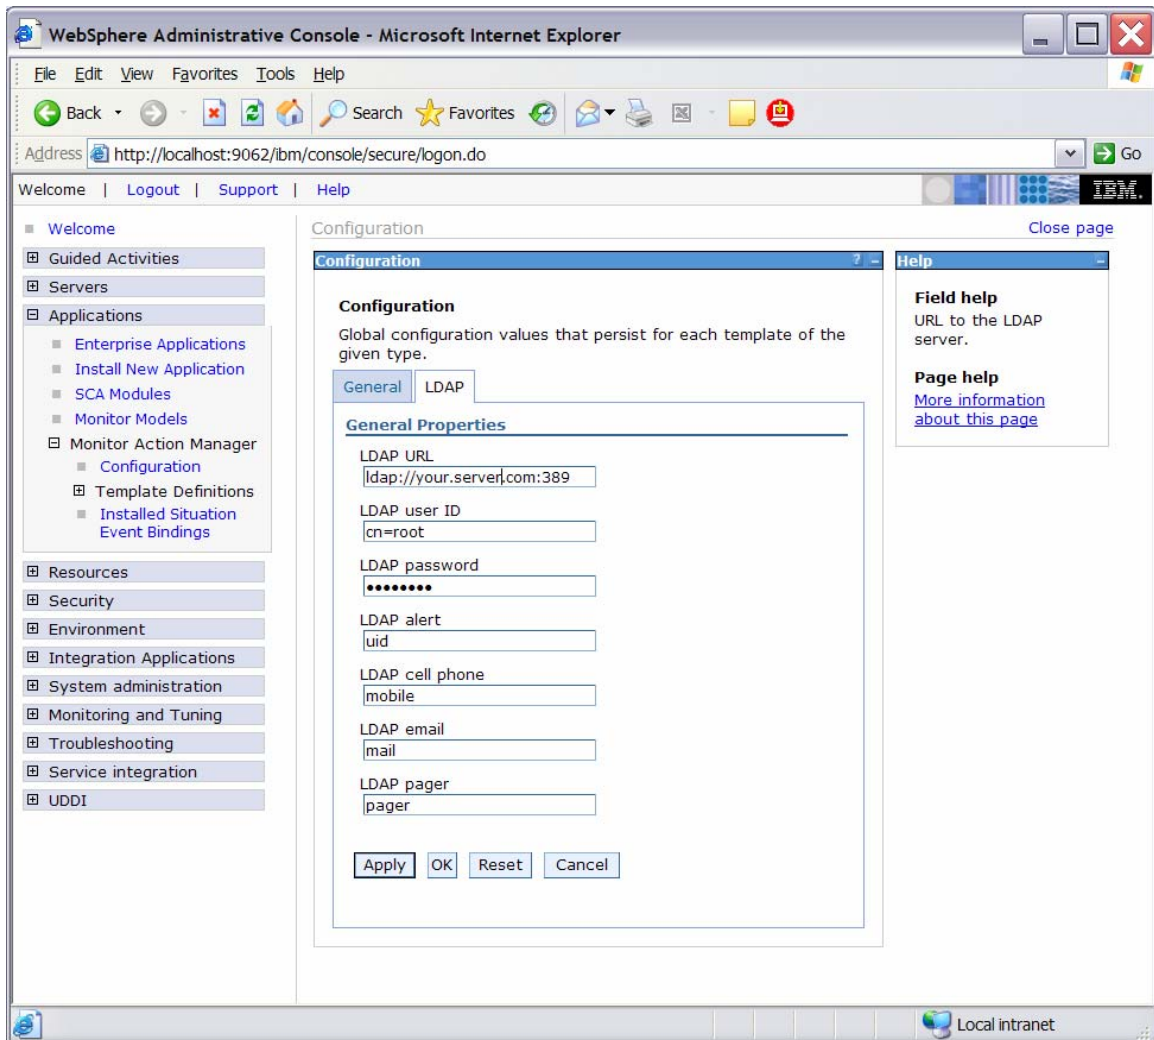 WebSphere Administrative Console - Microsoft Internet Explorer
File Edit View Favorites Tools Help
Back Search Favorites
Address http://localhost:9062/ibm/console/secure/logon.do Go
Welcome | Logout | Support | Help IBM.
Welcome
Guided Activities
Servers
Applications
Enterprise Applications
Install New Application
SCA Modules
Monitor Models
Monitor Action Manager
Configuration
Template Definitions
Installed Situation
Event Bindings
Resources
Security
Environment
Integration Applications
System administration
Monitoring and Tuning
Troubleshooting
Service integration
UDDI
Configuration Close page
Configuration ? -
Configuration
Global configuration values that persist for each template of the
given type.
General LDAP
General Properties
LDAP URL
ldap://your.server.com:389
LDAP user ID
cn=root
LDAP password
••••••••
LDAP alert
uid
LDAP cell phone
mobile
LDAP email
mail
LDAP pager
pager
Apply OK Reset Cancel
Help -
Field help
URL to the LDAP
server.
Page help
More information
about this page
Local intranet